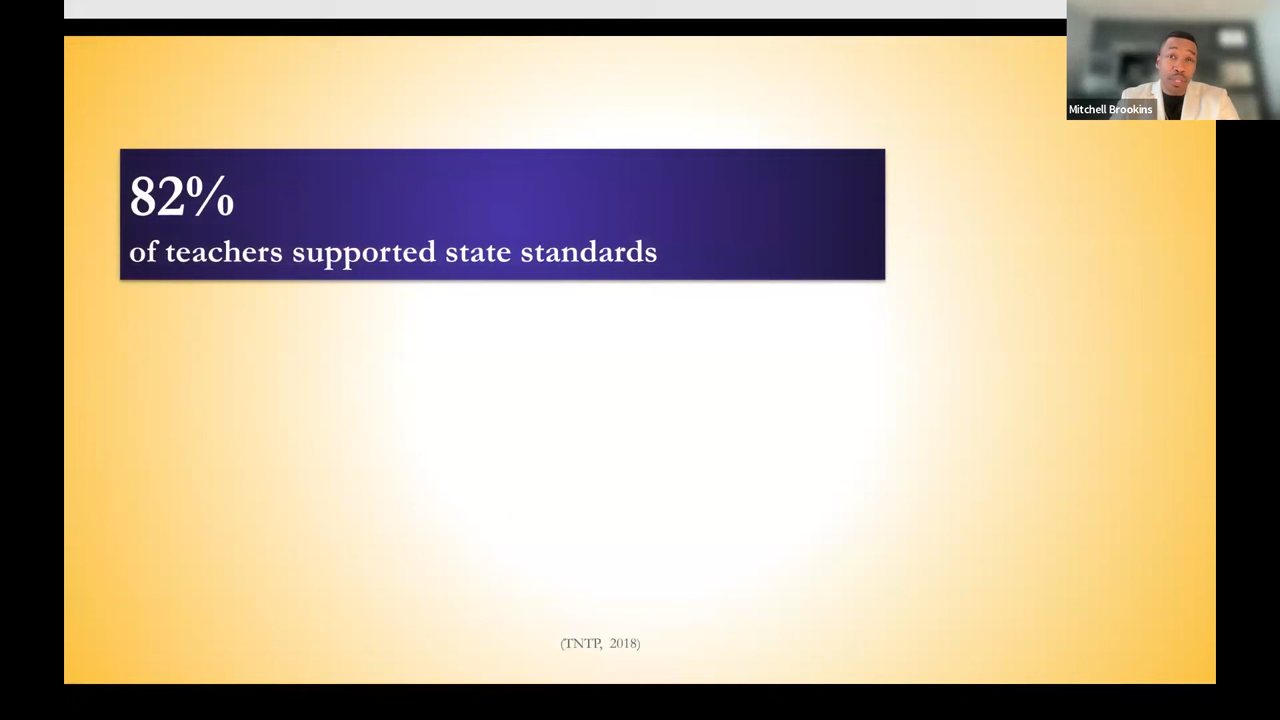 Mitchell Brookins
82%
of teachers supported state standards
(TNTP, 2018)